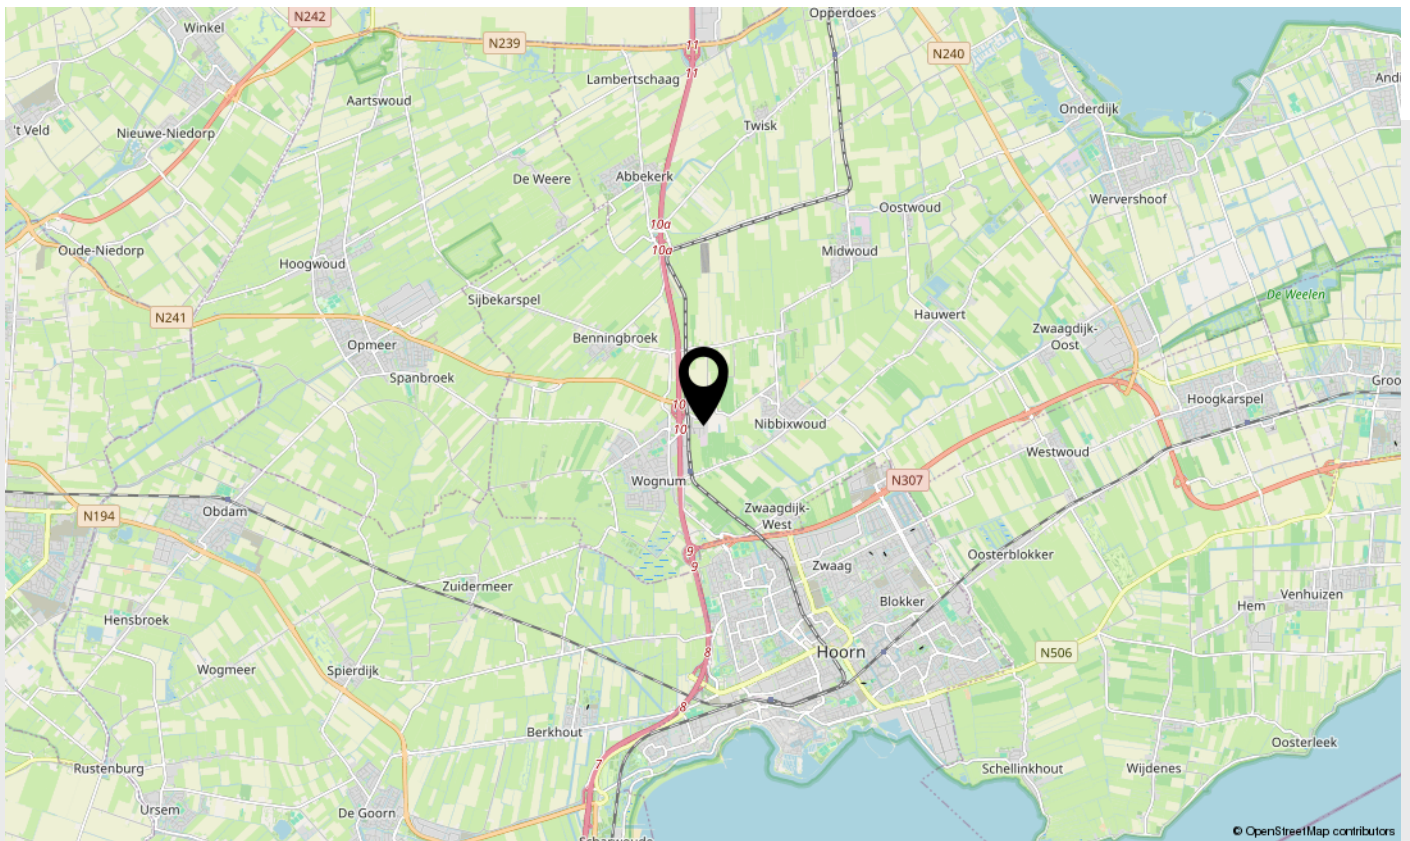 N242
Opperdoes
Winkel
N239
11
N240
11
Lambertschaag
Andi
Aartswoud
Onderdijk
't Veld
Nieuwe-Niedorp
Twisk
De Weere
Abbekerk
Wervershoof
Oostwoud
10a
Oude-Niedorp
10a
Midwoud
Hoogwoud
De Weelen
Sijbekarspel
N241
Hauwert
Zwaagdijk-
Oost
Benningbroek
Opmeer
Spanbroek
Groo
Hoogkarspel
10
10
Nibbixwoud
Westwoud
Wognum
N307
Obdam
N194
Zwaagdijk-
West
9
9
Oosterblokker
Zwaag
Zuidermeer
Venhuizen
Blokker
Hem
Hensbroek
8
Hoorn
N506
Wogmeer
Spierdijk
8
Berkhout
Oosterleek
7
Rustenburg
Schellinkhout
Wijdenes
Ursem
De Goorn
Scharwoude
© OpenStreetMap contributors